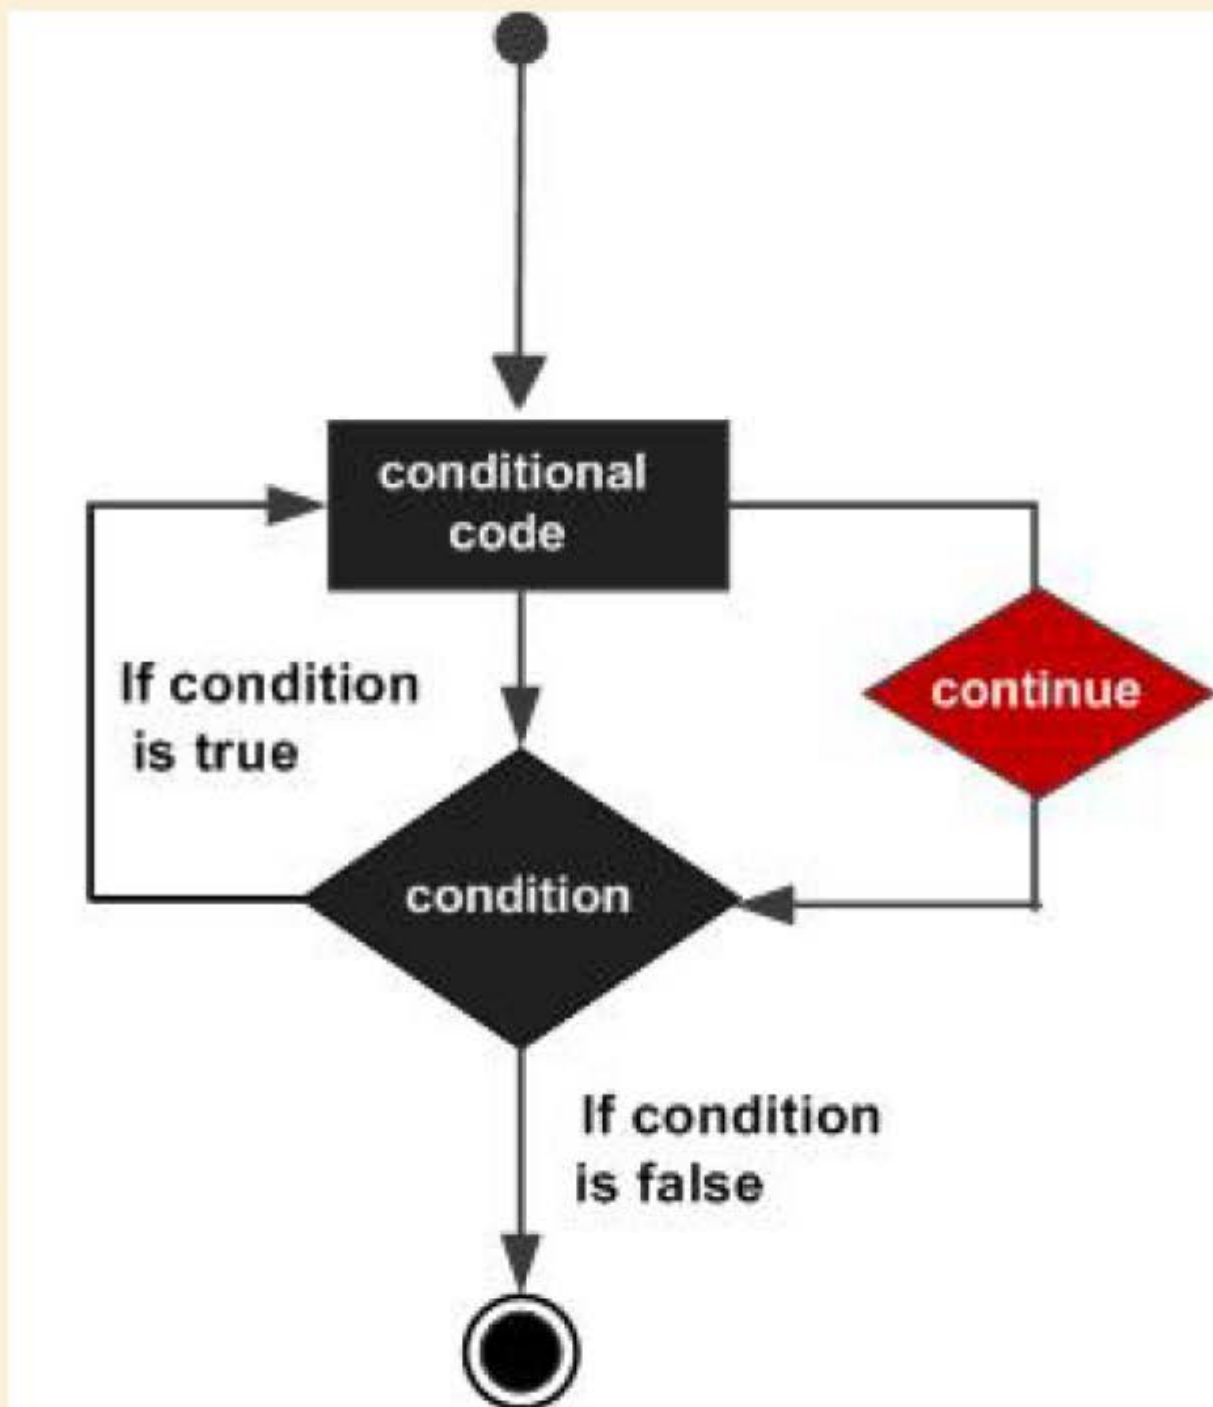 conditional
code
If condition
is true
continue
condition
If condition
is false